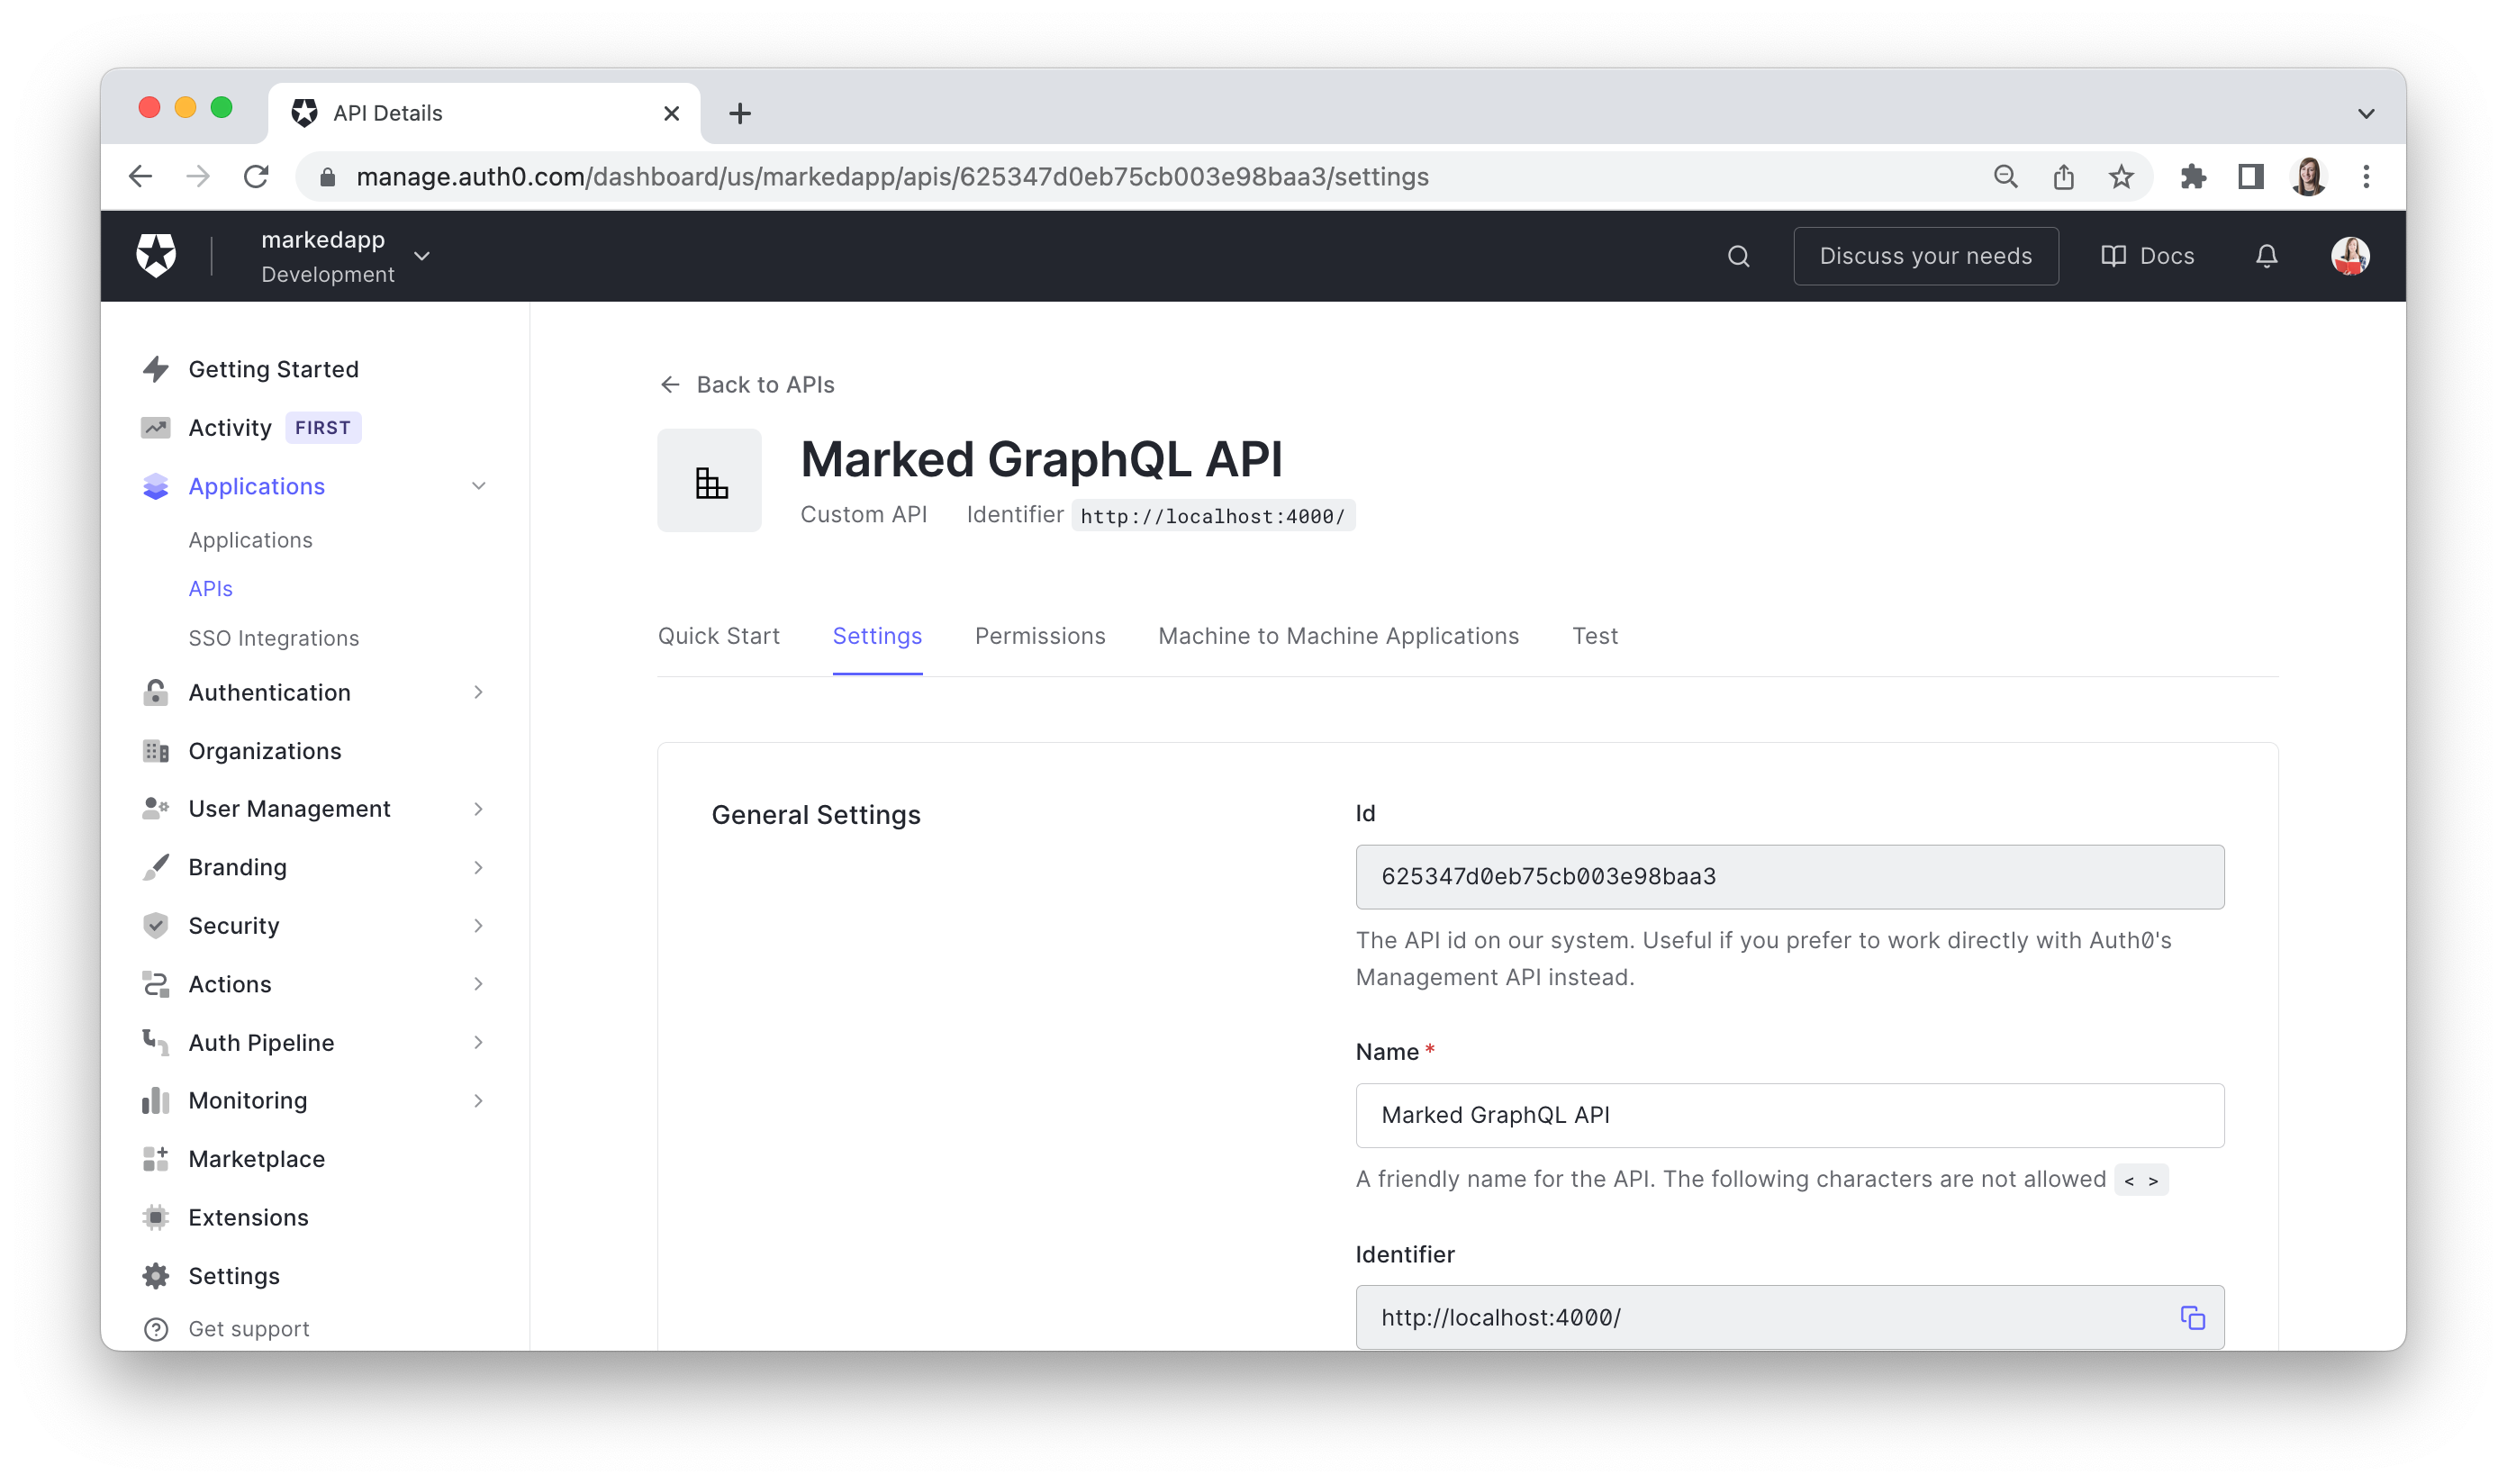 API Details
manage.auth0.com/dashboard/us/markedapp/apis/625347d0eb75cb003e98baa3/settings
markedapp
Development
Discuss your needs
Docs
Getting Started
Activity FIRST
Applications
Applications
APIs
SSO Integrations
Authentication
Organizations
User Management
Branding
Security
Actions
Auth Pipeline
Monitoring
Marketplace
Extensions
Settings
Get support
Back to APIs
Marked GraphQL API
Custom API Identifier http://localhost:4000/
Quick Start Settings Permissions Machine to Machine Applications Test
General Settings
Id
625347d0eb75cb003e98baa3
The API id on our system. Useful if you prefer to work directly with Auth0's
Management API instead.
Name *
Marked GraphQL API
A friendly name for the API. The following characters are not allowed < >
Identifier
http://localhost:4000/